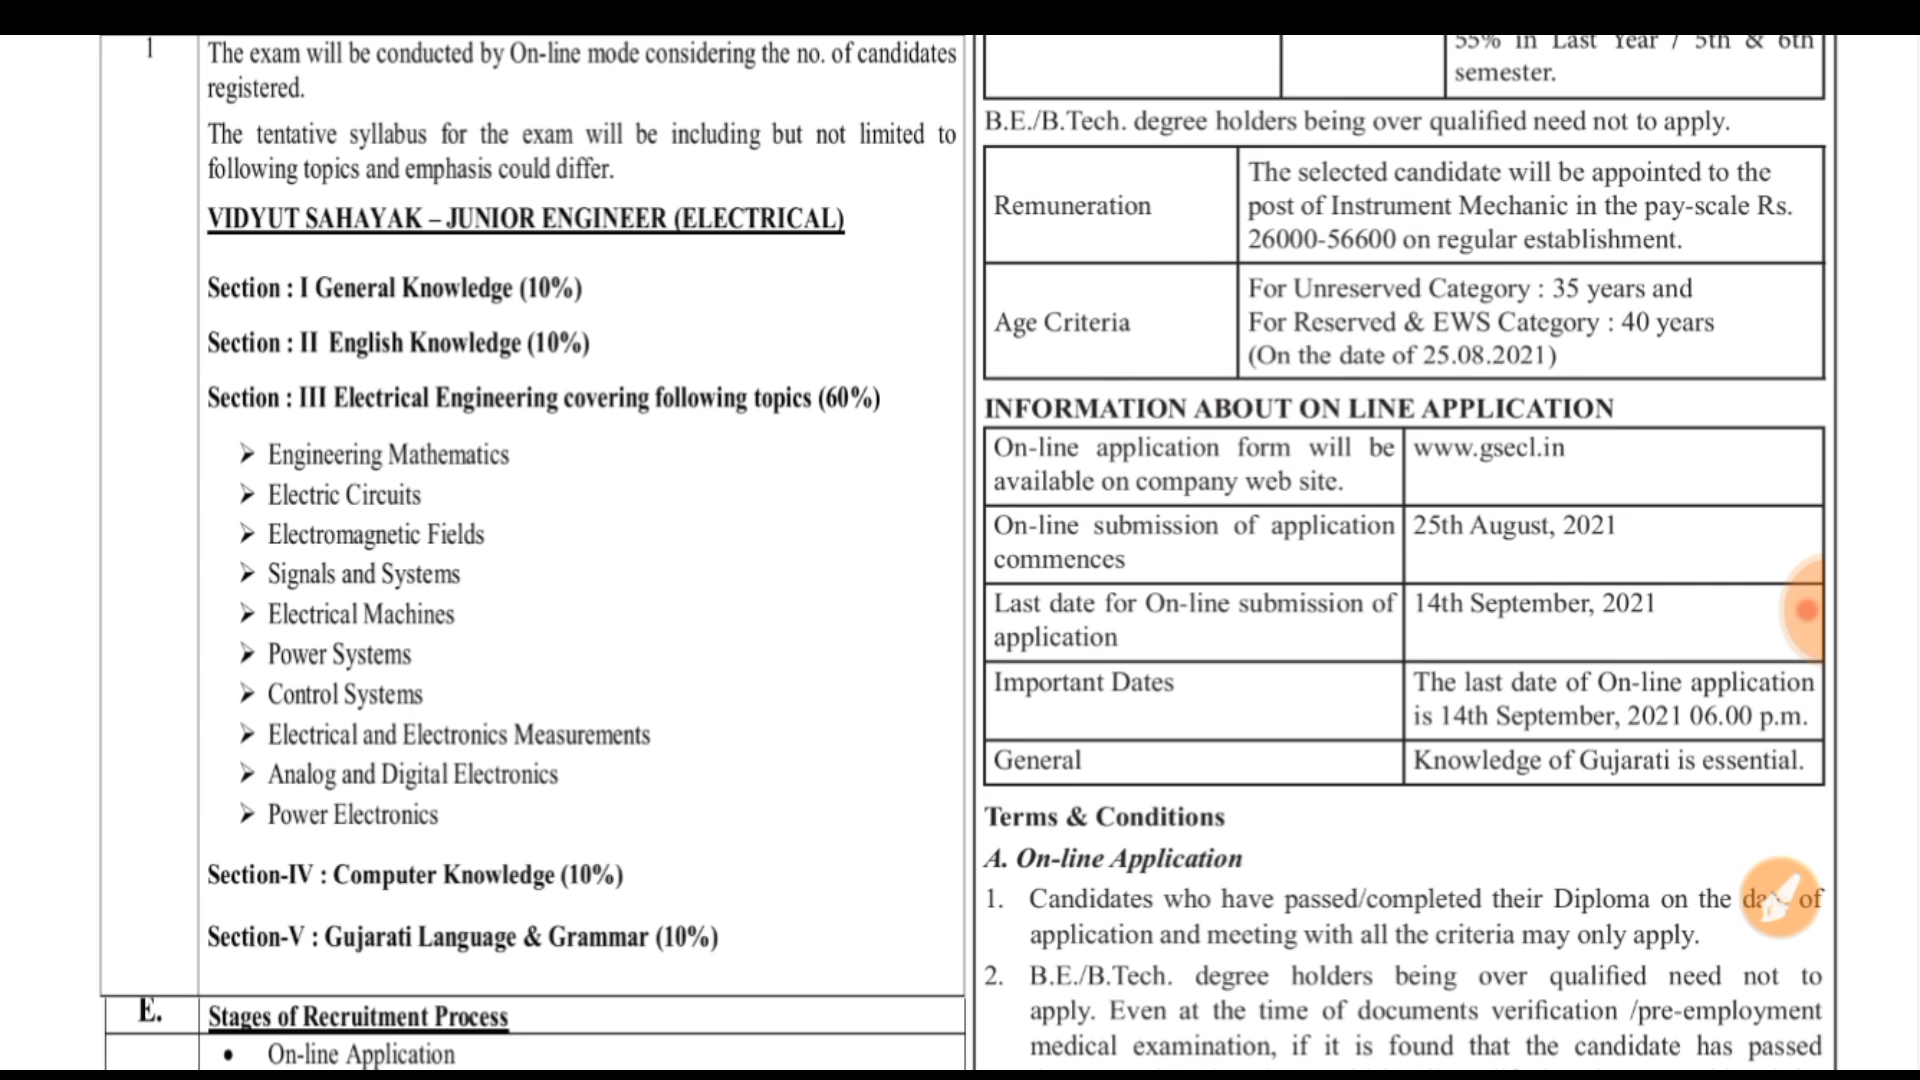 1
The exam will be conducted by On-line mode considering the no. of candidates
registered.
The tentative syllabus for the exam will be including but not limited to
following topics and emphasis could differ.
VIDYUT SAHAYAK – JUNIOR ENGINEER (ELECTRICAL)
Section : I General Knowledge (10%)
Section : II English Knowledge (10%)
Section : III Electrical Engineering covering following topics (60%)
➢ Engineering Mathematics
➢ Electric Circuits
➢ Electromagnetic Fields
➢ Signals and Systems
➢ Electrical Machines
➢ Power Systems
➢ Control Systems
➢ Electrical and Electronics Measurements
➢ Analog and Digital Electronics
➢ Power Electronics
Section-IV : Computer Knowledge (10%)
Section-V : Gujarati Language & Grammar (10%)
E.
Stages of Recruitment Process
• On-line Application
55% in Last Year / 5th & 6th
semester.
B.E./B.Tech. degree holders being over qualified need not to apply.
Remuneration
The selected candidate will be appointed to the
post of Instrument Mechanic in the pay-scale Rs.
26000-56600 on regular establishment.
Age Criteria
For Unreserved Category : 35 years and
For Reserved & EWS Category : 40 years
(On the date of 25.08.2021)
INFORMATION ABOUT ON LINE APPLICATION
On-line application form will be
available on company web site.
www.gsecl.in
On-line submission of application
commences
25th August, 2021
Last date for On-line submission of
application
14th September, 2021
Important Dates
The last date of On-line application
is 14th September, 2021 06.00 p.m.
General
Knowledge of Gujarati is essential.
Terms & Conditions
A. On-line Application
1. Candidates who have passed/completed their Diploma on the of
application and meeting with all the criteria may only apply.
2. B.E./B.Tech. degree holders being over qualified need not to
apply. Even at the time of documents verification /pre-employment
medical examination, if it is found that the candidate has passed